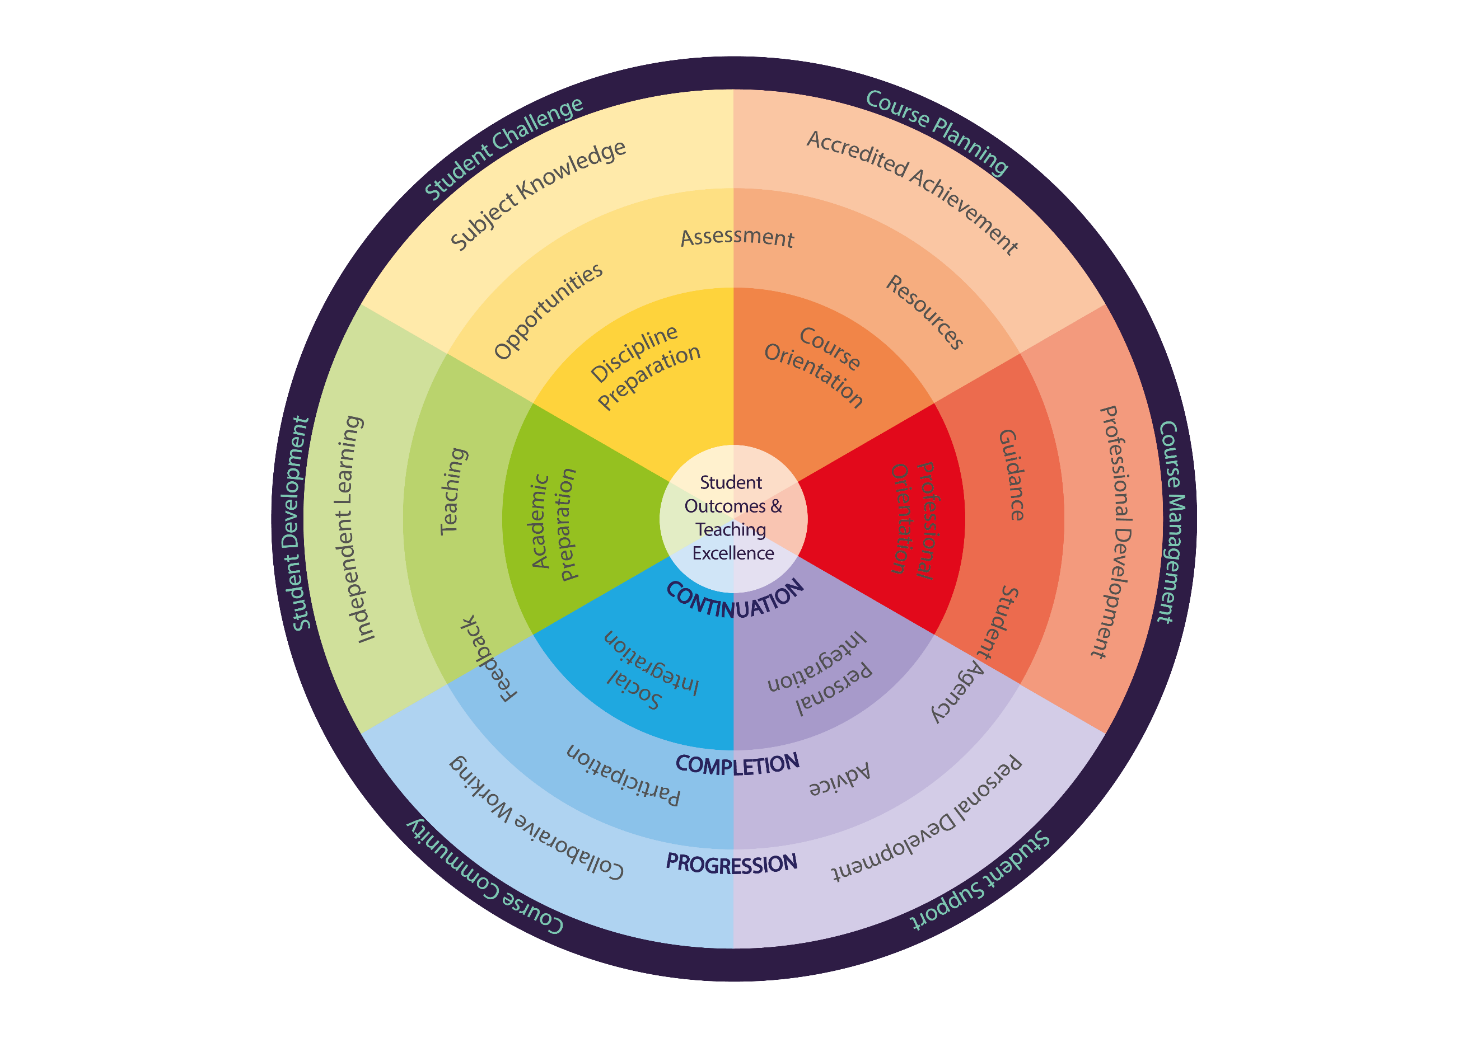 Student Challenge
Course Planning
Course Management
Student Support
Course Community
Student Development
Subject Knowledge
Accredited Achievement
Professional Development
Personal Development
Collaboraive Working
Independent Learning
Assessment
Opportunities
Resources
Guidance
Student Agency
Advice
Participation
Feedback
Teaching
Discipline
Preparation
Course
Orientation
Professional
Orientation
Personal
Integration
Social
Integration
Academic
Preparation
Student
Outcomes &
Teaching
Excellence
CONTINUATION
COMPLETION
PROGRESSION